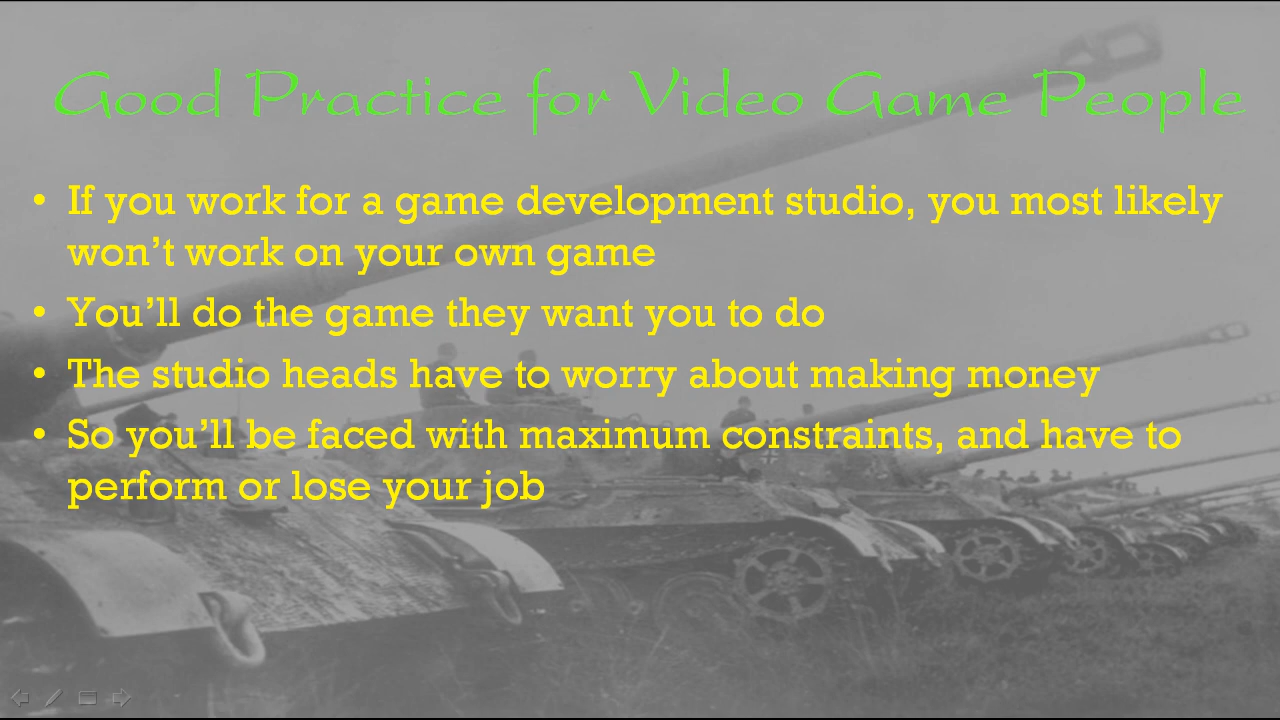 Good Practice for Video Game People
• If you work for a game development studio, you most likely
won’t work on your own game
• You’ll do the game they want you to do
• The studio heads have to worry about making money
• So you’ll be faced with maximum constraints, and have to
perform or lose your job